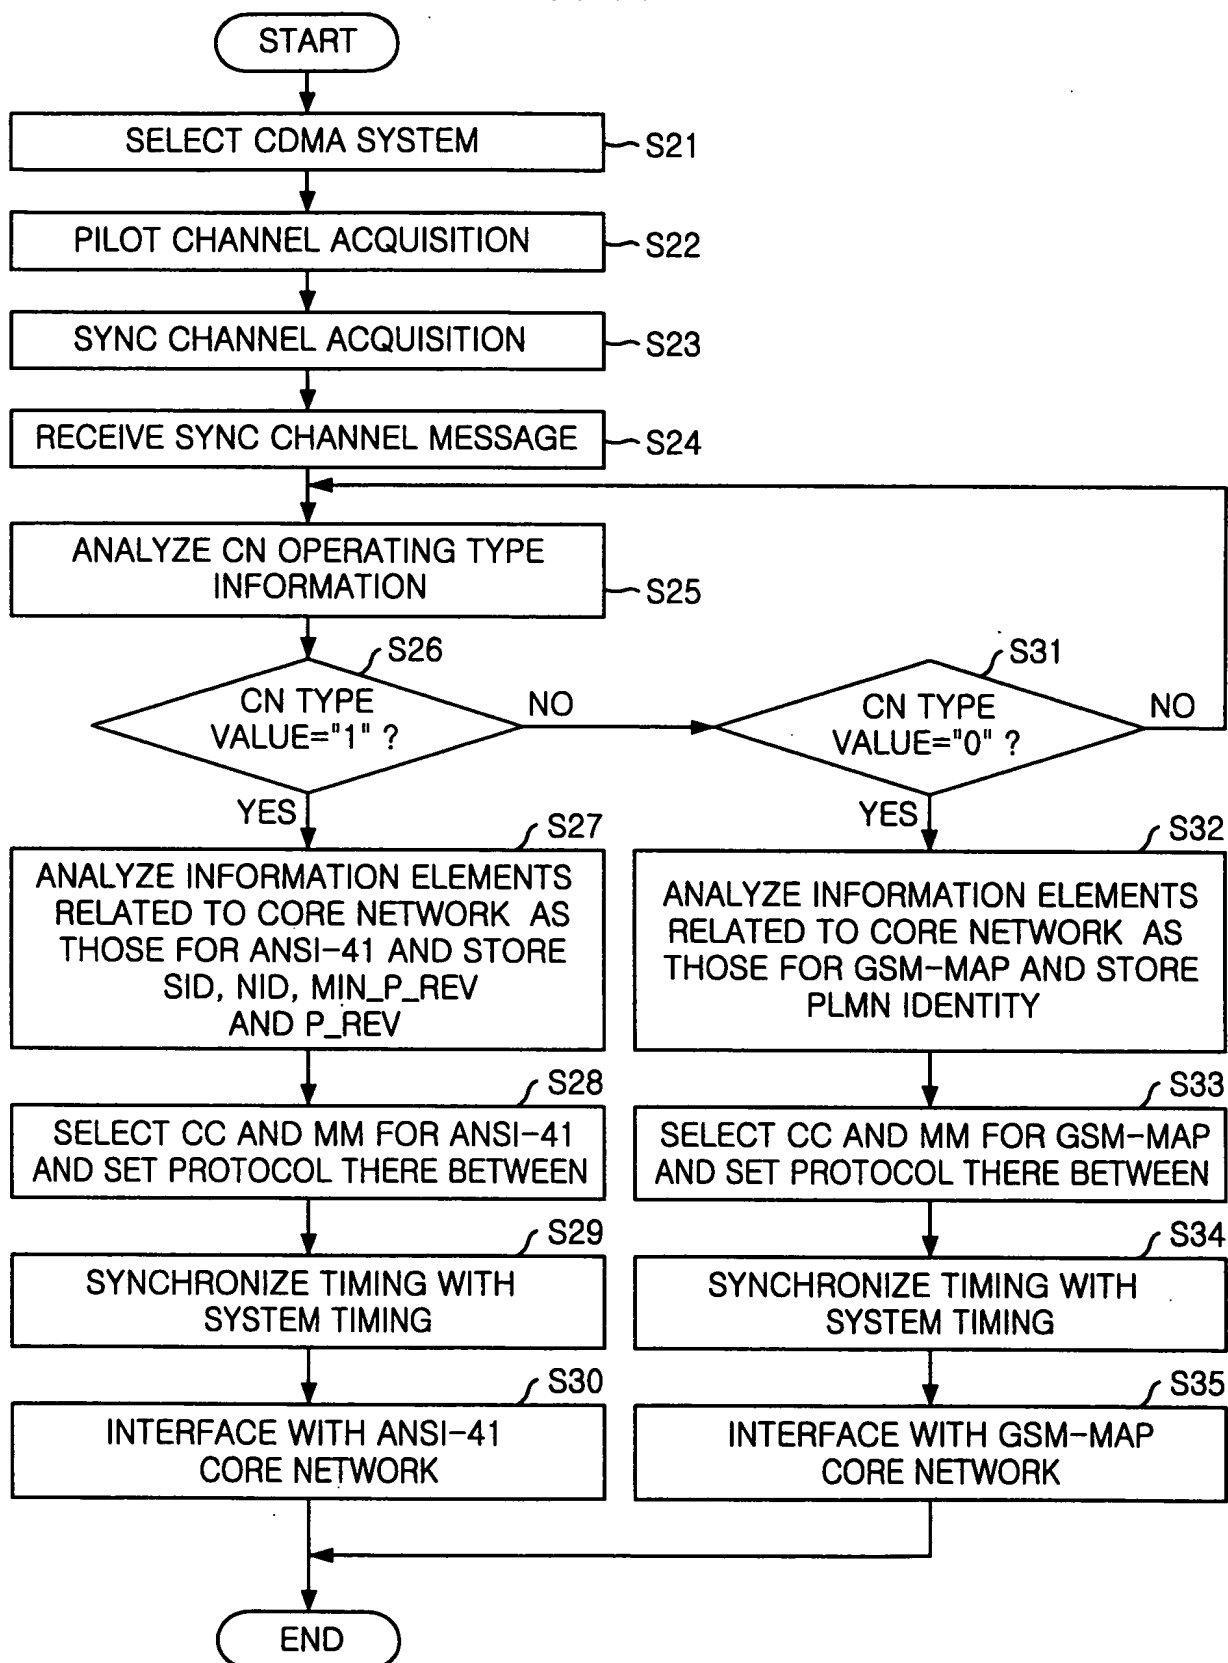 START
SELECT CDMA SYSTEM
S21
PILOT CHANNEL ACQUISITION
S22
SYNC CHANNEL ACQUISITION
S23
RECEIVE SYNC CHANNEL MESSAGE
S24
ANALYZE CN OPERATING TYPE
INFORMATION
S25
S26
CN TYPE
VALUE="1" ?
NO
YES
S31
CN TYPE
VALUE="0" ?
NO
YES
S27
ANALYZE INFORMATION ELEMENTS
RELATED TO CORE NETWORK AS
THOSE FOR ANSI-41 AND STORE
SID, NID, MIN_P_REV
AND P_REV
S32
ANALYZE INFORMATION ELEMENTS
RELATED TO CORE NETWORK AS
THOSE FOR GSM-MAP AND STORE
PLMN IDENTITY
S28
SELECT CC AND MM FOR ANSI-41
AND SET PROTOCOL THERE BETWEEN
S33
SELECT CC AND MM FOR GSM-MAP
AND SET PROTOCOL THERE BETWEEN
S29
SYNCHRONIZE TIMING WITH
SYSTEM TIMING
S34
SYNCHRONIZE TIMING WITH
SYSTEM TIMING
S30
INTERFACE WITH ANSI-41
CORE NETWORK
S35
INTERFACE WITH GSM-MAP
CORE NETWORK
END